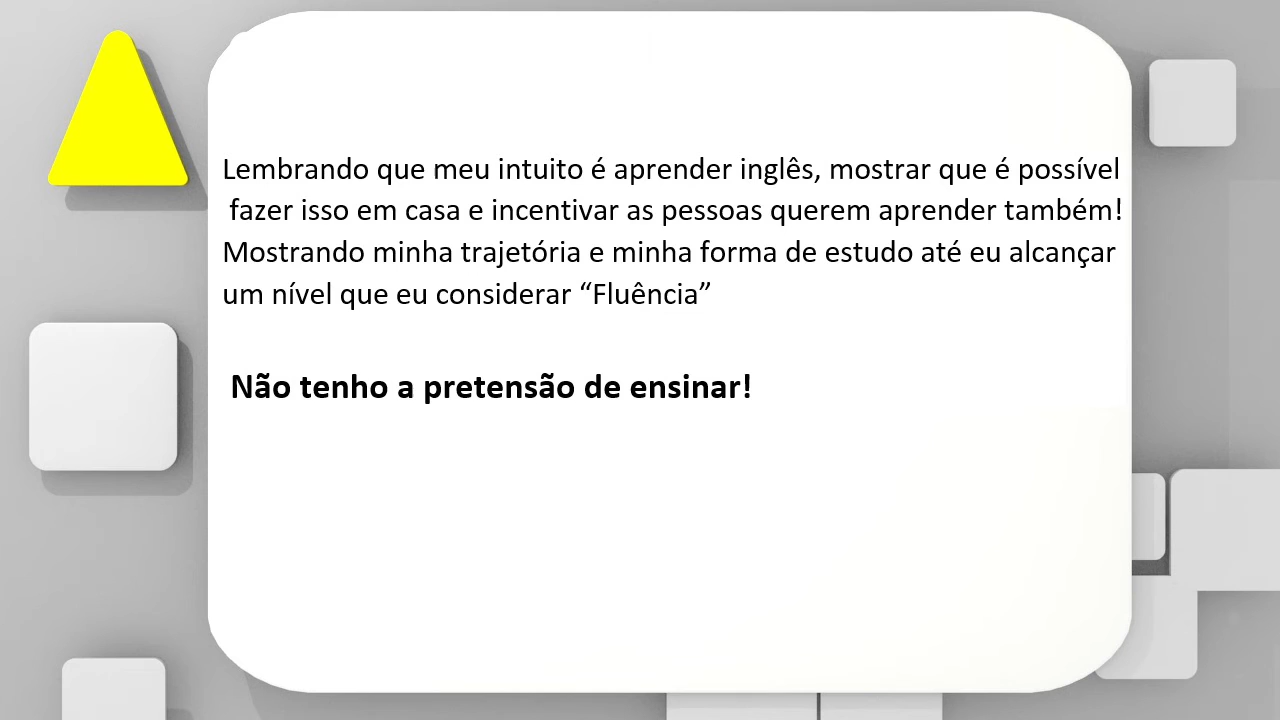 Lembrando que meu intuito é aprender inglês, mostrar que é possível
fazer isso em casa e incentivar as pessoas querem aprender também!
Mostrando minha trajetória e minha forma de estudo até eu alcançar
um nível que eu considerar “Fluência”
Não tenho a pretensão de ensinar!